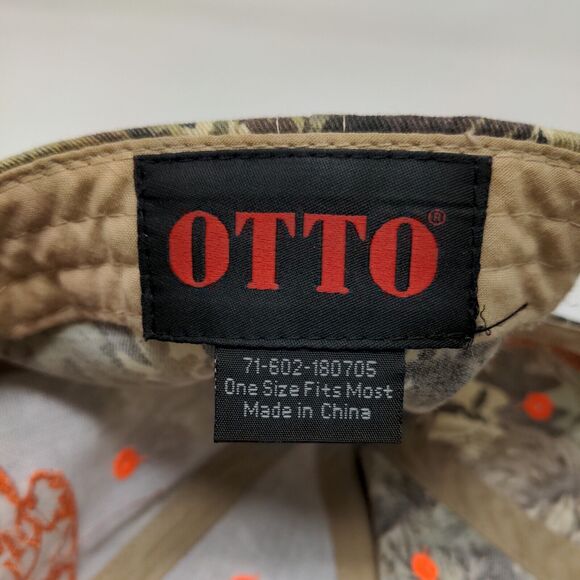 OTTO®
71-602-180705
One Size Fits Most
Made in China